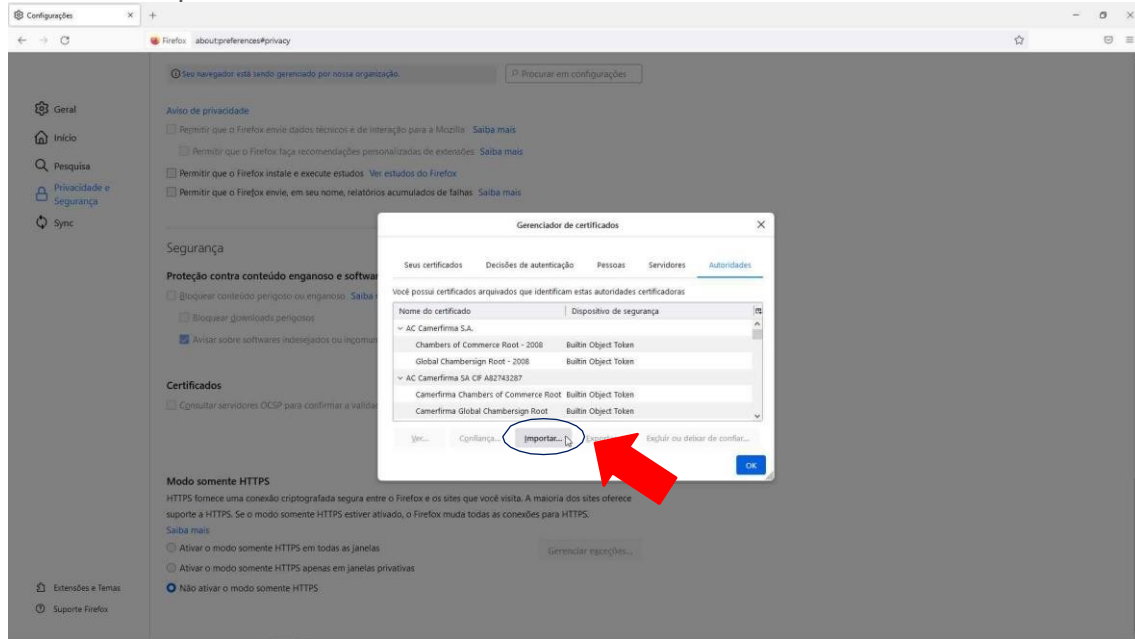 Configurações
Firefox about:preferences#privacy
Seu navegador está sendo gerenciado por nossa organização.
Procurar em configurações
Geral
Início
Pesquisa
Privacidade e
Segurança
Sync
Extensões e Temas
Suporte Firefox
Aviso de privacidade
Permitir que o Firefox envie dados técnicos e de interação para a Mozilla Saiba mais
Permitir que o Firefox faça recomendações personalizadas de extensões Saiba mais
Permitir que o Firefox instale e execute estudos Ver estudos do Firefox
Permitir que o Firefox envie, em seu nome, relatórios acumulados de falhas Saiba mais
Segurança
Proteção contra conteúdo enganoso e softwar
Bloquear conteúdo perigoso ou enganoso Saiba
Bloquear downloads perigosos
Avisar sobre softwares indesejados ou incomun
Certificados
Consultar servidores OCSP para confirmar a valida
Modo somente HTTPS
HTTPS fornece uma conexão criptografada segura entre o Firefox e os sites que você visita. A maioria dos sites oferece
suporte a HTTPS. Se o modo somente HTTPS estiver ativado, o Firefox muda todas as conexões para HTTPS.
Saiba mais
Ativar o modo somente HTTPS em todas as janelas
Gerenciar exceções...
Ativar o modo somente HTTPS apenas em janelas privativas
Não ativar o modo somente HTTPS
Gerenciador de certificados
Seus certificados Decisões de autenticação Pessoas Servidores Autoridades
Você possui certificados arquivados que identificam estas autoridades certificadoras
Nome do certificado Dispositivo de segurança
AC Camerfirma S.A.
Chambers of Commerce Root - 2008 Builtin Object Token
Global Chambersign Root - 2008 Builtin Object Token
AC Camerfirma SA CIF A82743287
Camerfirma Chambers of Commerce Root Builtin Object Token
Camerfirma Global Chambersign Root Builtin Object Token
Ver... Confiança... Importar... Excluir ou deixar de confiar...
OK